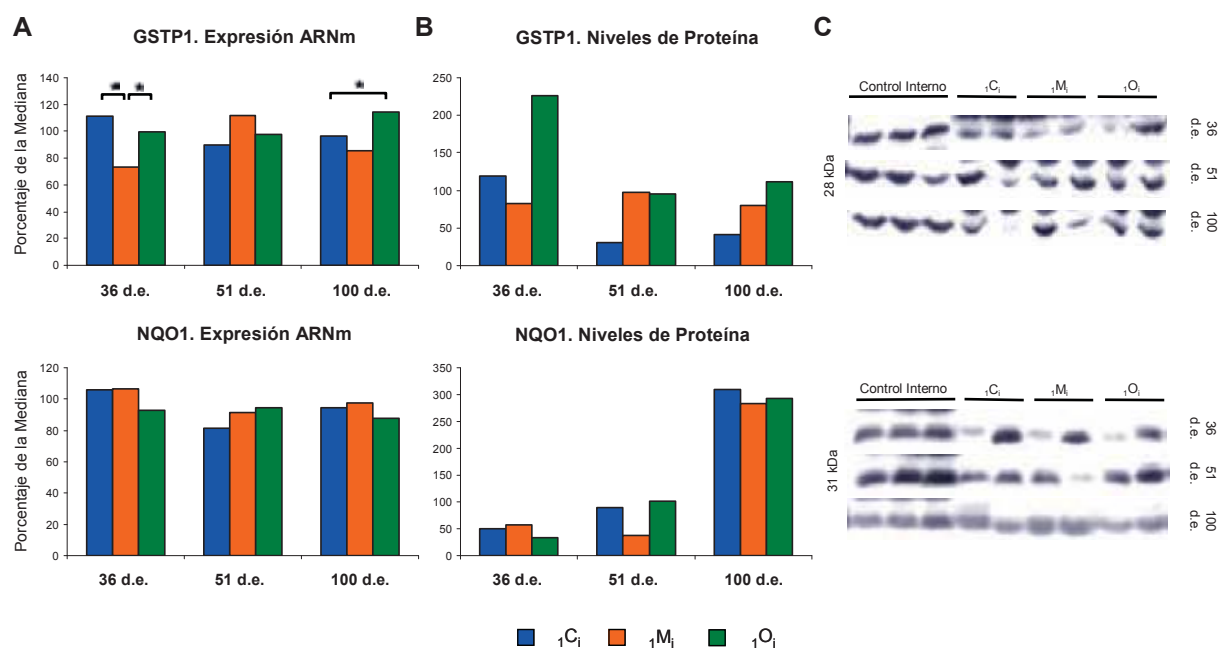 A
GSTP1. Expresión ARNm
Porcentaje de la Mediana
140
120
100
80
60
40
20
0
* * *
36 d.e. 51 d.e. 100 d.e.
B
GSTP1. Niveles de Proteína
250
200
150
100
50
0
36 d.e. 51 d.e. 100 d.e.
C
Control Interno ₁Cᵢ ₁Mᵢ ₁Oᵢ
28 kDa
36 d.e.
51 d.e.
100 d.e.
NQO1. Expresión ARNm
Porcentaje de la Mediana
120
100
80
60
40
20
0
36 d.e. 51 d.e. 100 d.e.
NQO1. Niveles de Proteína
350
300
250
200
150
100
50
0
36 d.e. 51 d.e. 100 d.e.
Control Interno ₁Cᵢ ₁Mᵢ ₁Oᵢ
31 kDa
36 d.e.
51 d.e.
100 d.e.
₁Cᵢ ₁Mᵢ ₁Oᵢ